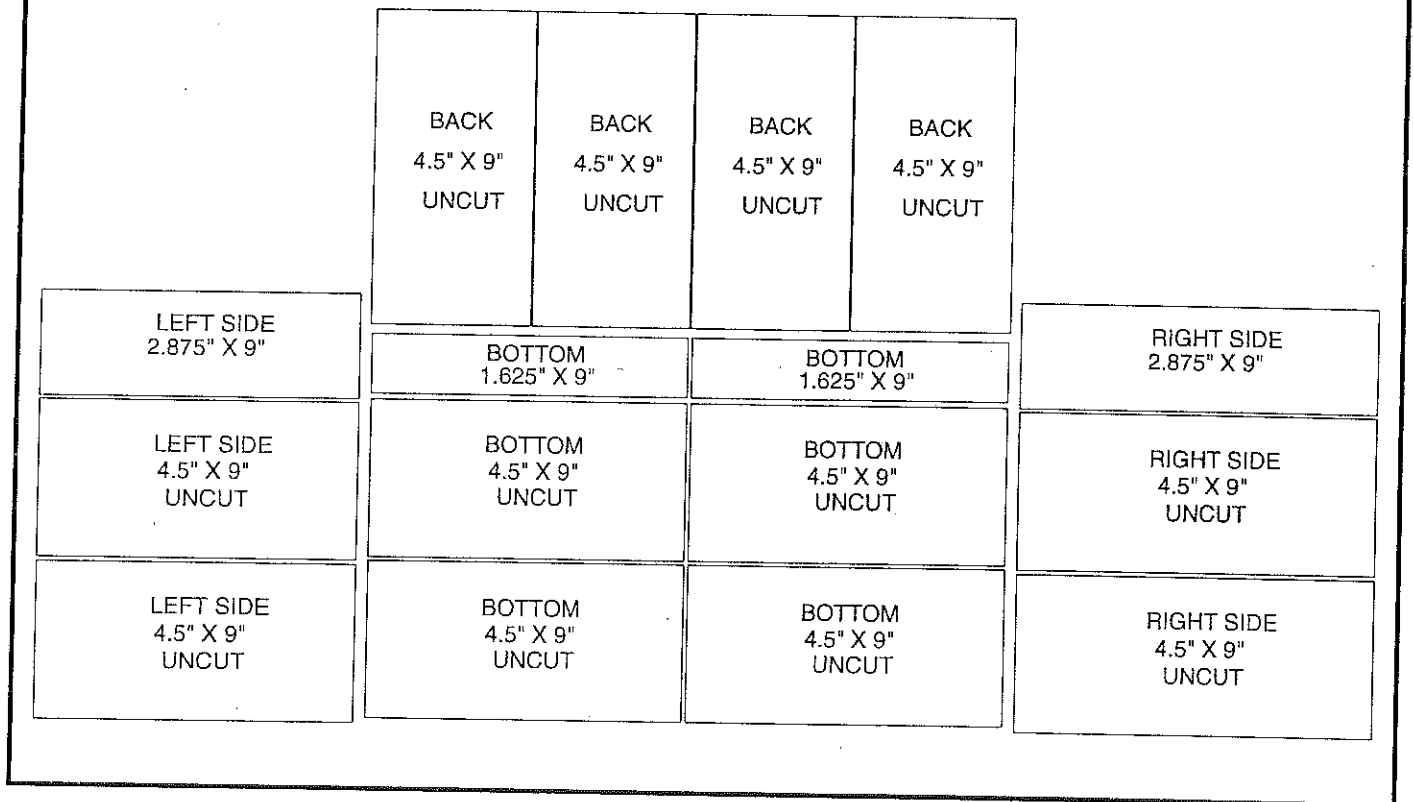 BACK
4.5" X 9"
UNCUT
BACK
4.5" X 9"
UNCUT
BACK
4.5" X 9"
UNCUT
BACK
4.5" X 9"
UNCUT
LEFT SIDE
2.875" X 9"
BOTTOM
1.625" X 9"
BOTTOM
1.625" X 9"
RIGHT SIDE
2.875" X 9"
LEFT SIDE
4.5" X 9"
UNCUT
BOTTOM
4.5" X 9"
UNCUT
BOTTOM
4.5" X 9"
UNCUT
RIGHT SIDE
4.5" X 9"
UNCUT
LEFT SIDE
4.5" X 9"
UNCUT
BOTTOM
4.5" X 9"
UNCUT
BOTTOM
4.5" X 9"
UNCUT
RIGHT SIDE
4.5" X 9"
UNCUT